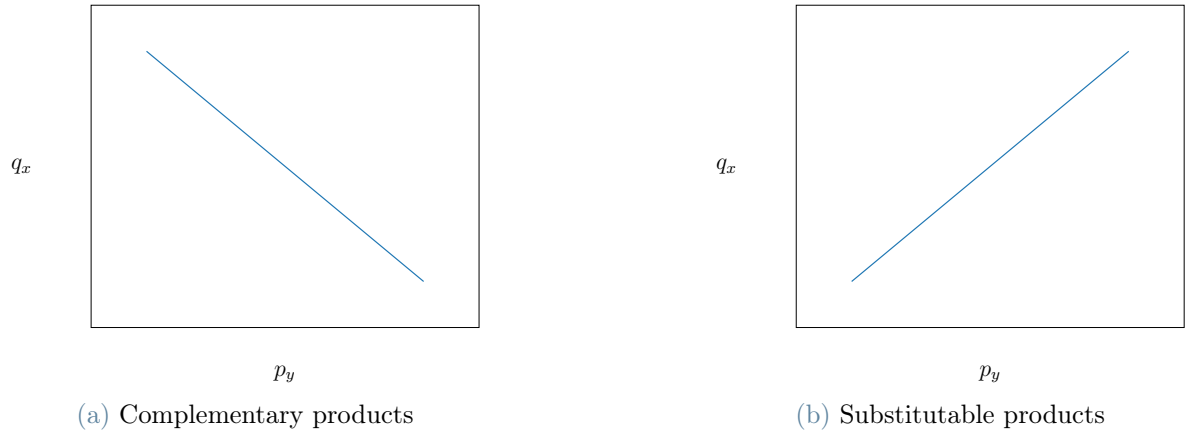 q_x
p_y
(a) Complementary products
q_x
p_y
(b) Substitutable products